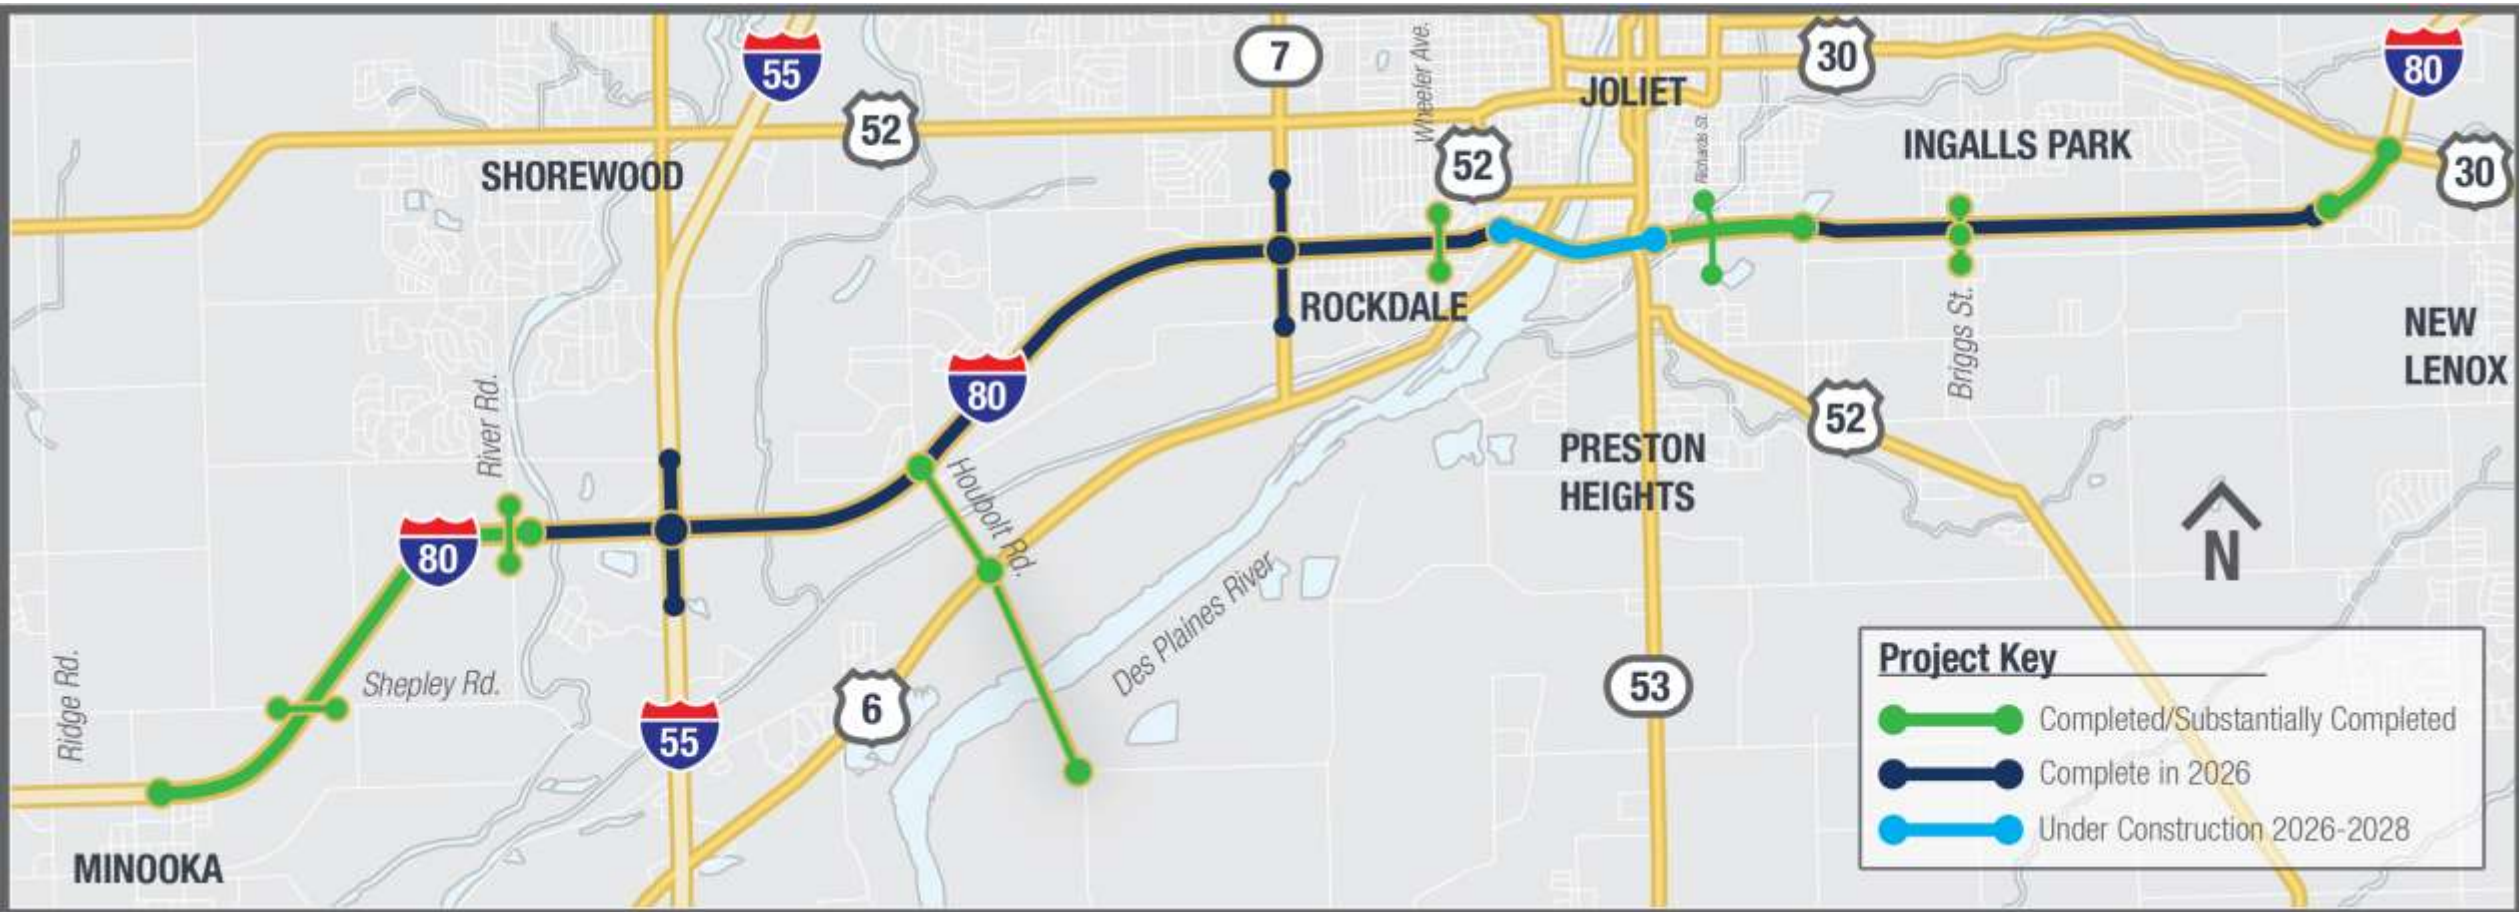 55
7
Wheeler Ave.
30
80
52
JOLIET
52
Richards St.
INGALLS PARK
30
SHOREWOOD
ROCKDALE
NEW
LENOX
Briggs St.
River Rd.
80
52
PRESTON
HEIGHTS
Houbolt Rd.
80
N
Des Plaines River
Ridge Rd.
Shepley Rd.
55
6
53
MINOOKA
Project Key
Completed/Substantially Completed
Complete in 2026
Under Construction 2026-2028